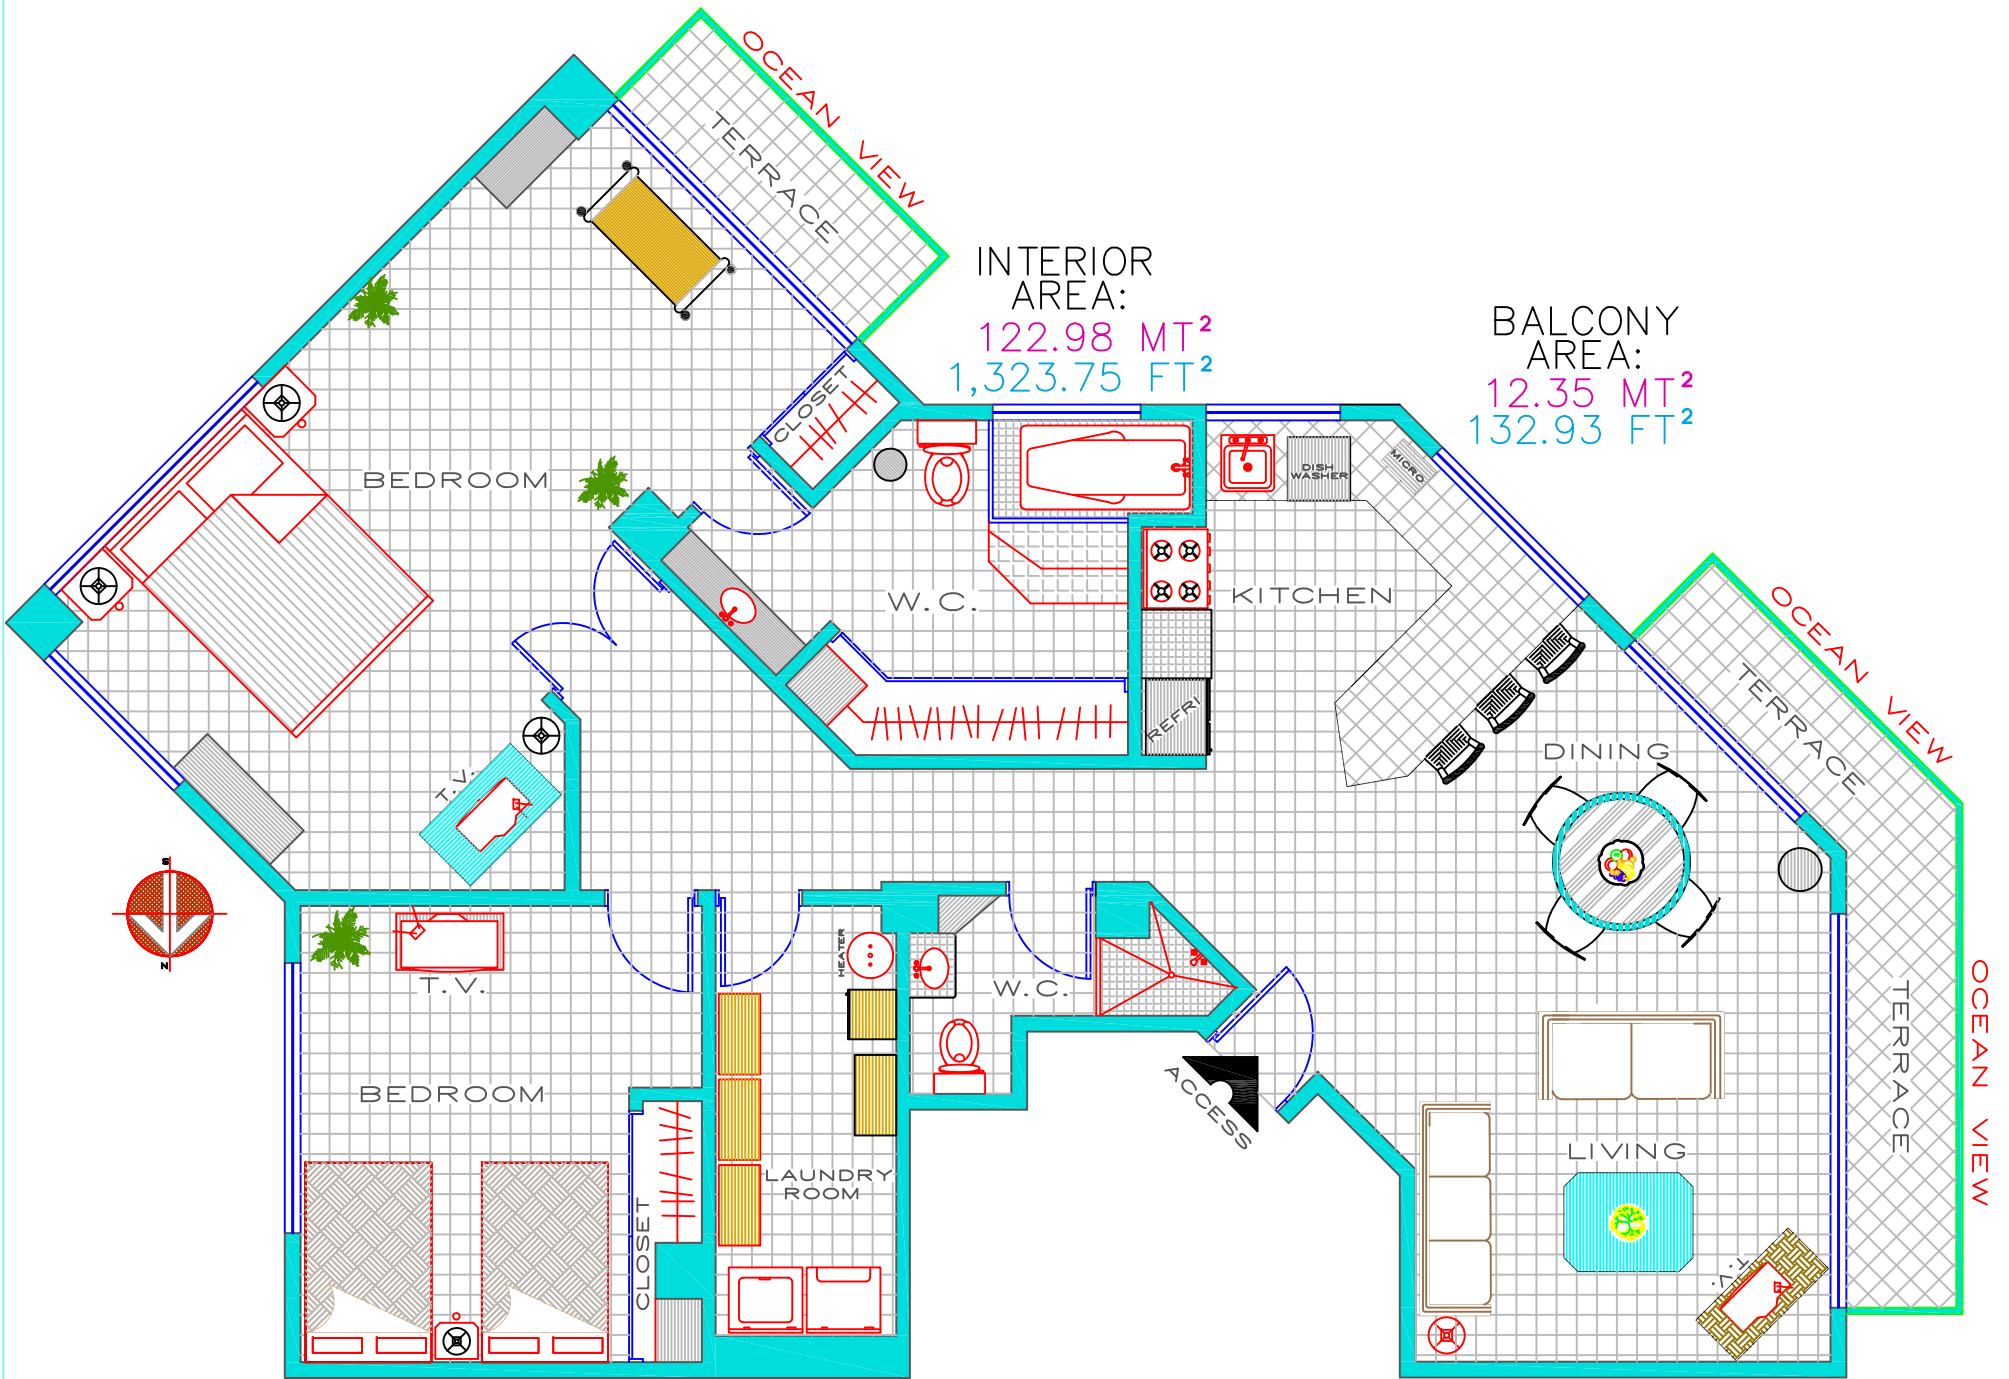 OCEAN VIEW
TERRACE
INTERIOR
AREA:
122.98 MT²
1,323.75 FT²
BALCONY
AREA:
12.35 MT²
132.93 FT²
CLOSET
BEDROOM
DISH
WASHER
MICRO
W.C.
KITCHEN
OCEAN VIEW
TERRACE
REFRI
DINING
T.V.
S
N
HEATER
T.V.
W.C.
OCEAN VIEW
TERRACE
ACCESS
BEDROOM
LIVING
LAUNDRY
ROOM
CLOSET
T.V.